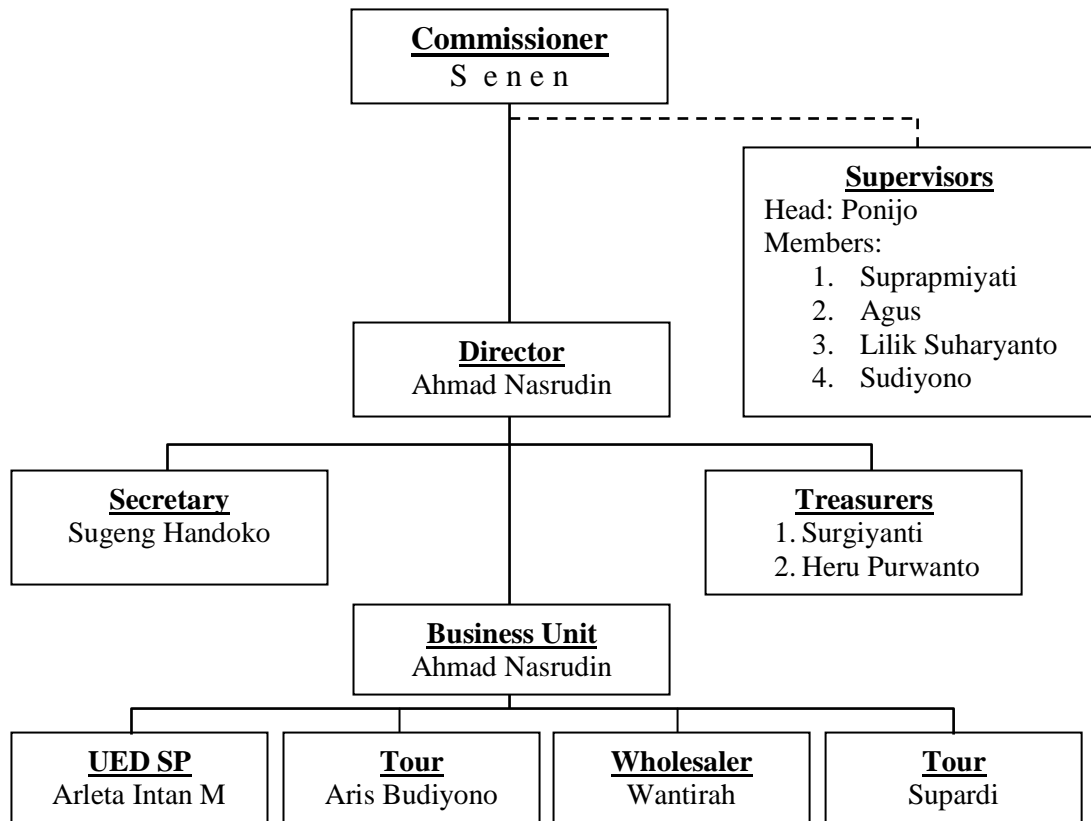 Commissioner
S e n e n
Supervisors
Head: Ponijo
Members:
1. Suprapmiyati
2. Agus
3. Lilik Suharyanto
4. Sudiyono
Director
Ahmad Nasrudin
Secretary
Sugeng Handoko
Treasurers
1. Surgiyanti
2. Heru Purwanto
Business Unit
Ahmad Nasrudin
UED SP
Arleta Intan M
Tour
Aris Budiyono
Wholesaler
Wantirah
Tour
Supardi